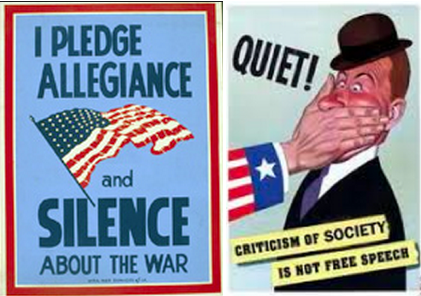 I PLEDGE
ALLEGIANCE
and
SILENCE
ABOUT THE WAR
QUIET!
CRITICISM OF SOCIETY
IS NOT FREE SPEECH